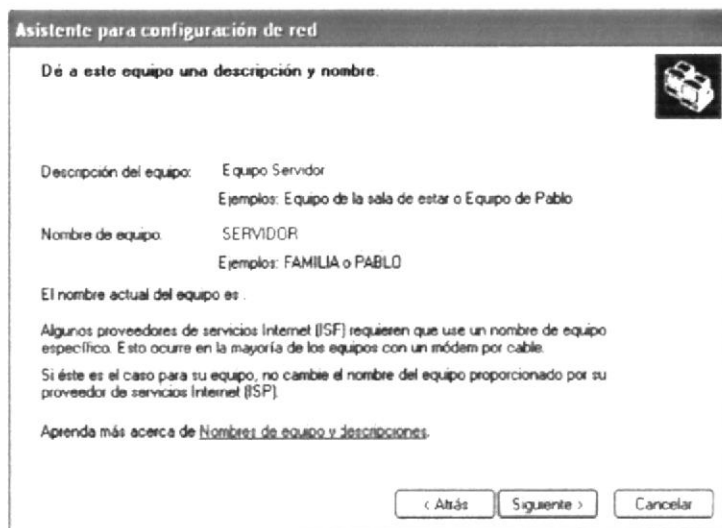 Asistente para configuración de red
Dé a este equipo una descripción y nombre.
Descripción del equipo: Equipo Servidor
Ejemplos: Equipo de la sala de estar o Equipo de Pablo
Nombre de equipo: SERVIDOR
Ejemplos: FAMILIA o PABLO
El nombre actual del equipo es .
Algunos proveedores de servicios Internet (ISP) requieren que use un nombre de equipo
específico. Esto ocurre en la mayoría de los equipos con un módem por cable.
Si éste es el caso para su equipo, no cambie el nombre del equipo proporcionado por su
proveedor de servicios Internet (ISP).
Aprenda más acerca de Nombres de equipo y descripciones.
< Atrás Siguiente > Cancelar